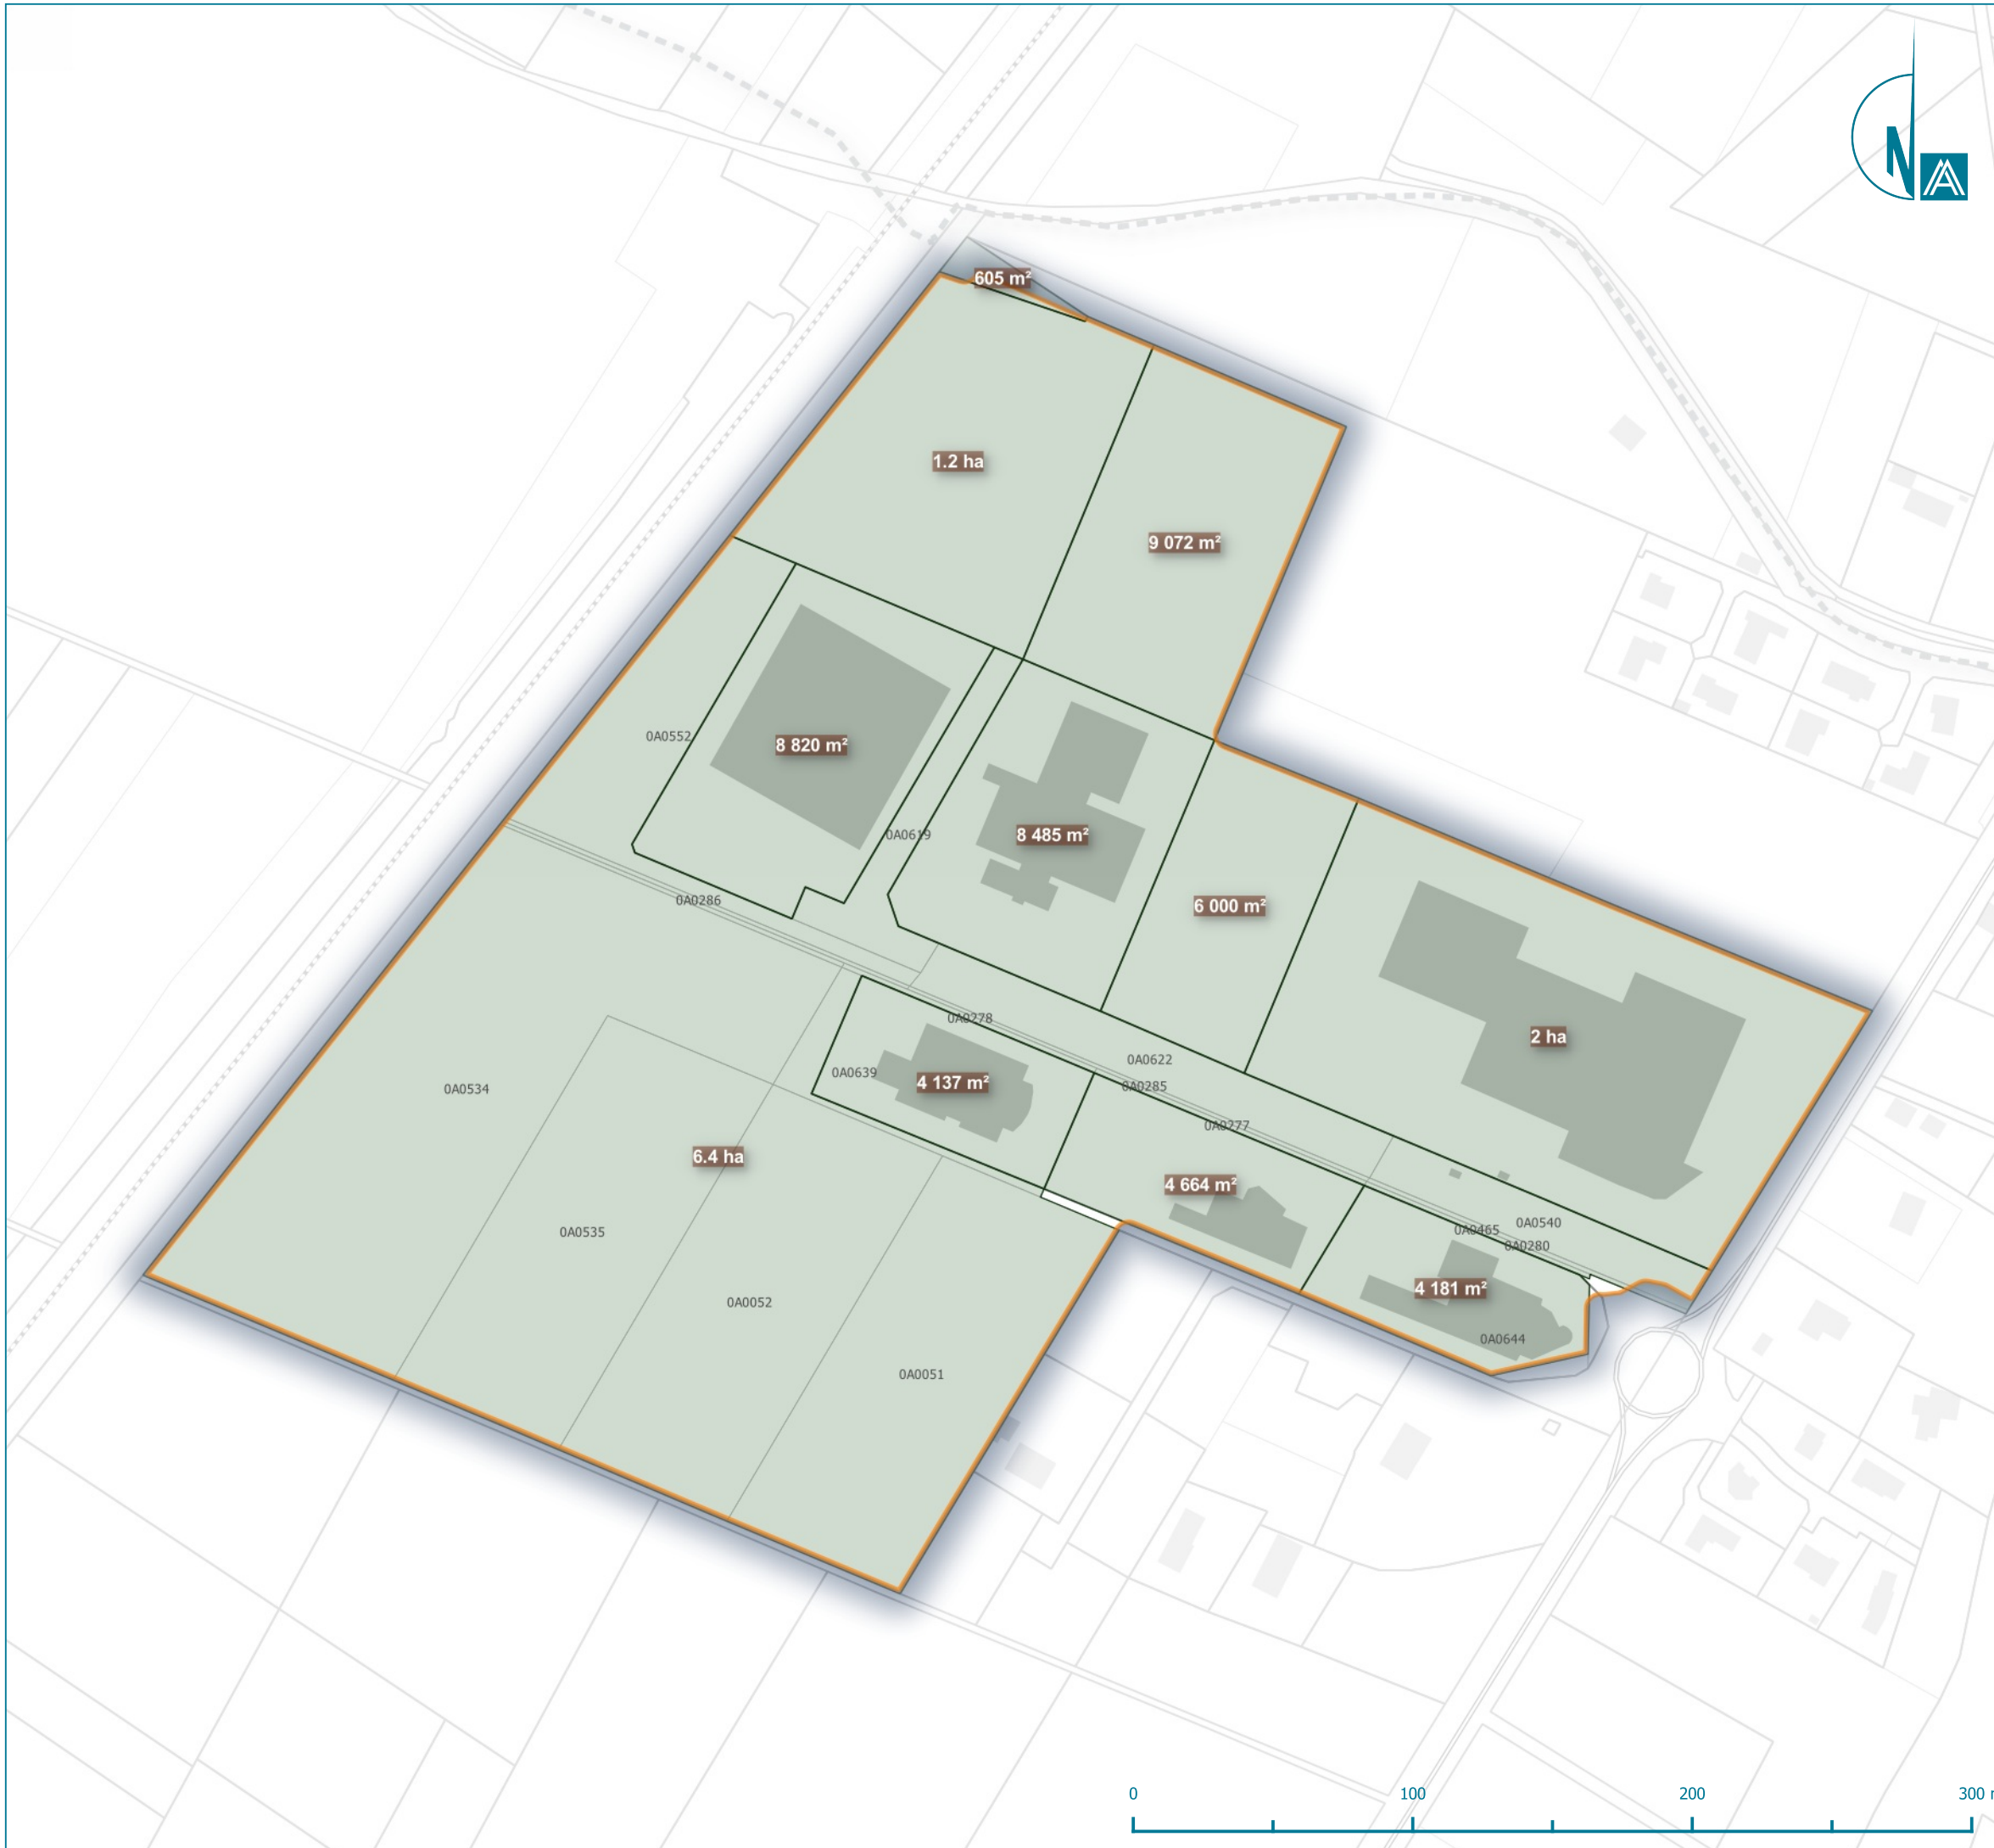 N
605 m²
1.2 ha
9 072 m²
0A0552
8 820 m²
0A0619
8 485 m²
0A0286
6 000 m²
0A0278
2 ha
0A0622
0A0639
4 137 m²
0A0285
0A0534
0A0277
6.4 ha
4 664 m²
0A0465
0A0540
0A0535
0A0280
4 181 m²
0A0052
0A0644
0A0051
0
100
200
300